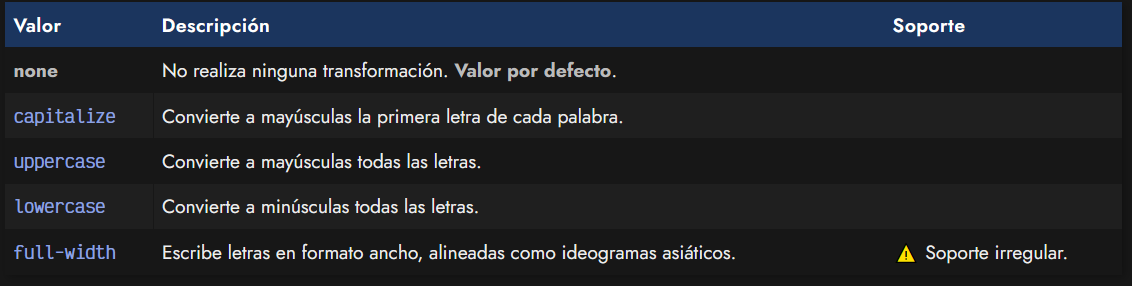 Valor Descripción Soporte
none No realiza ninguna transformación. Valor por defecto.
capitalize Convierte a mayúsculas la primera letra de cada palabra.
uppercase Convierte a mayúsculas todas las letras.
lowercase Convierte a minúsculas todas las letras.
full-width Escribe letras en formato ancho, alineadas como ideogramas asiáticos. ⚠ Soporte irregular.